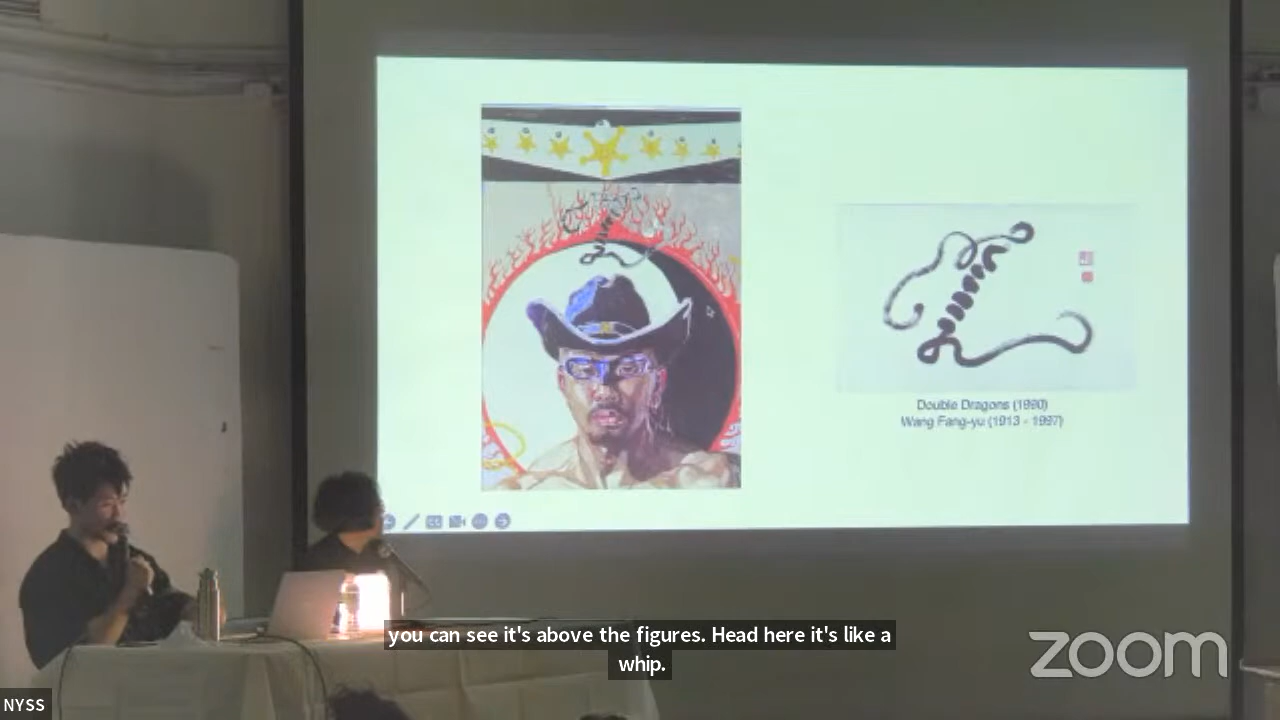 Double Dragons (1990)
Wang Fang-yu (1913 - 1997)
you can see it's above the figures. Head here it's like a
whip.
zoom
NYSS